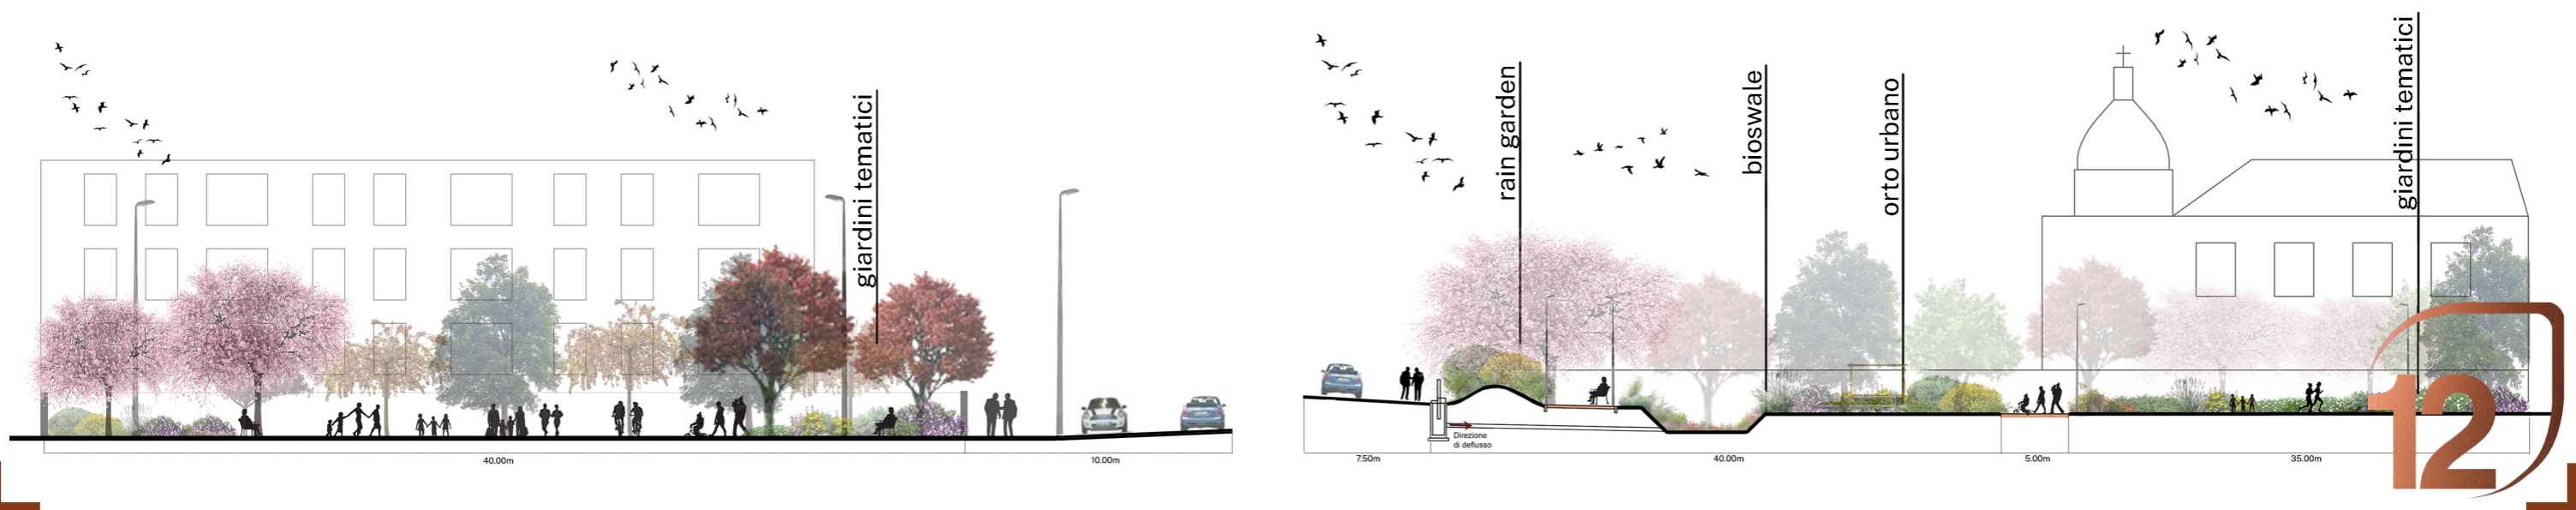 giardini tematici
40.00m
10.00m
rain garden
bioswale
orto urbano
giardini tematici
Direzione
di deflusso
7.50m
40.00m
5.00m
35.00m
12